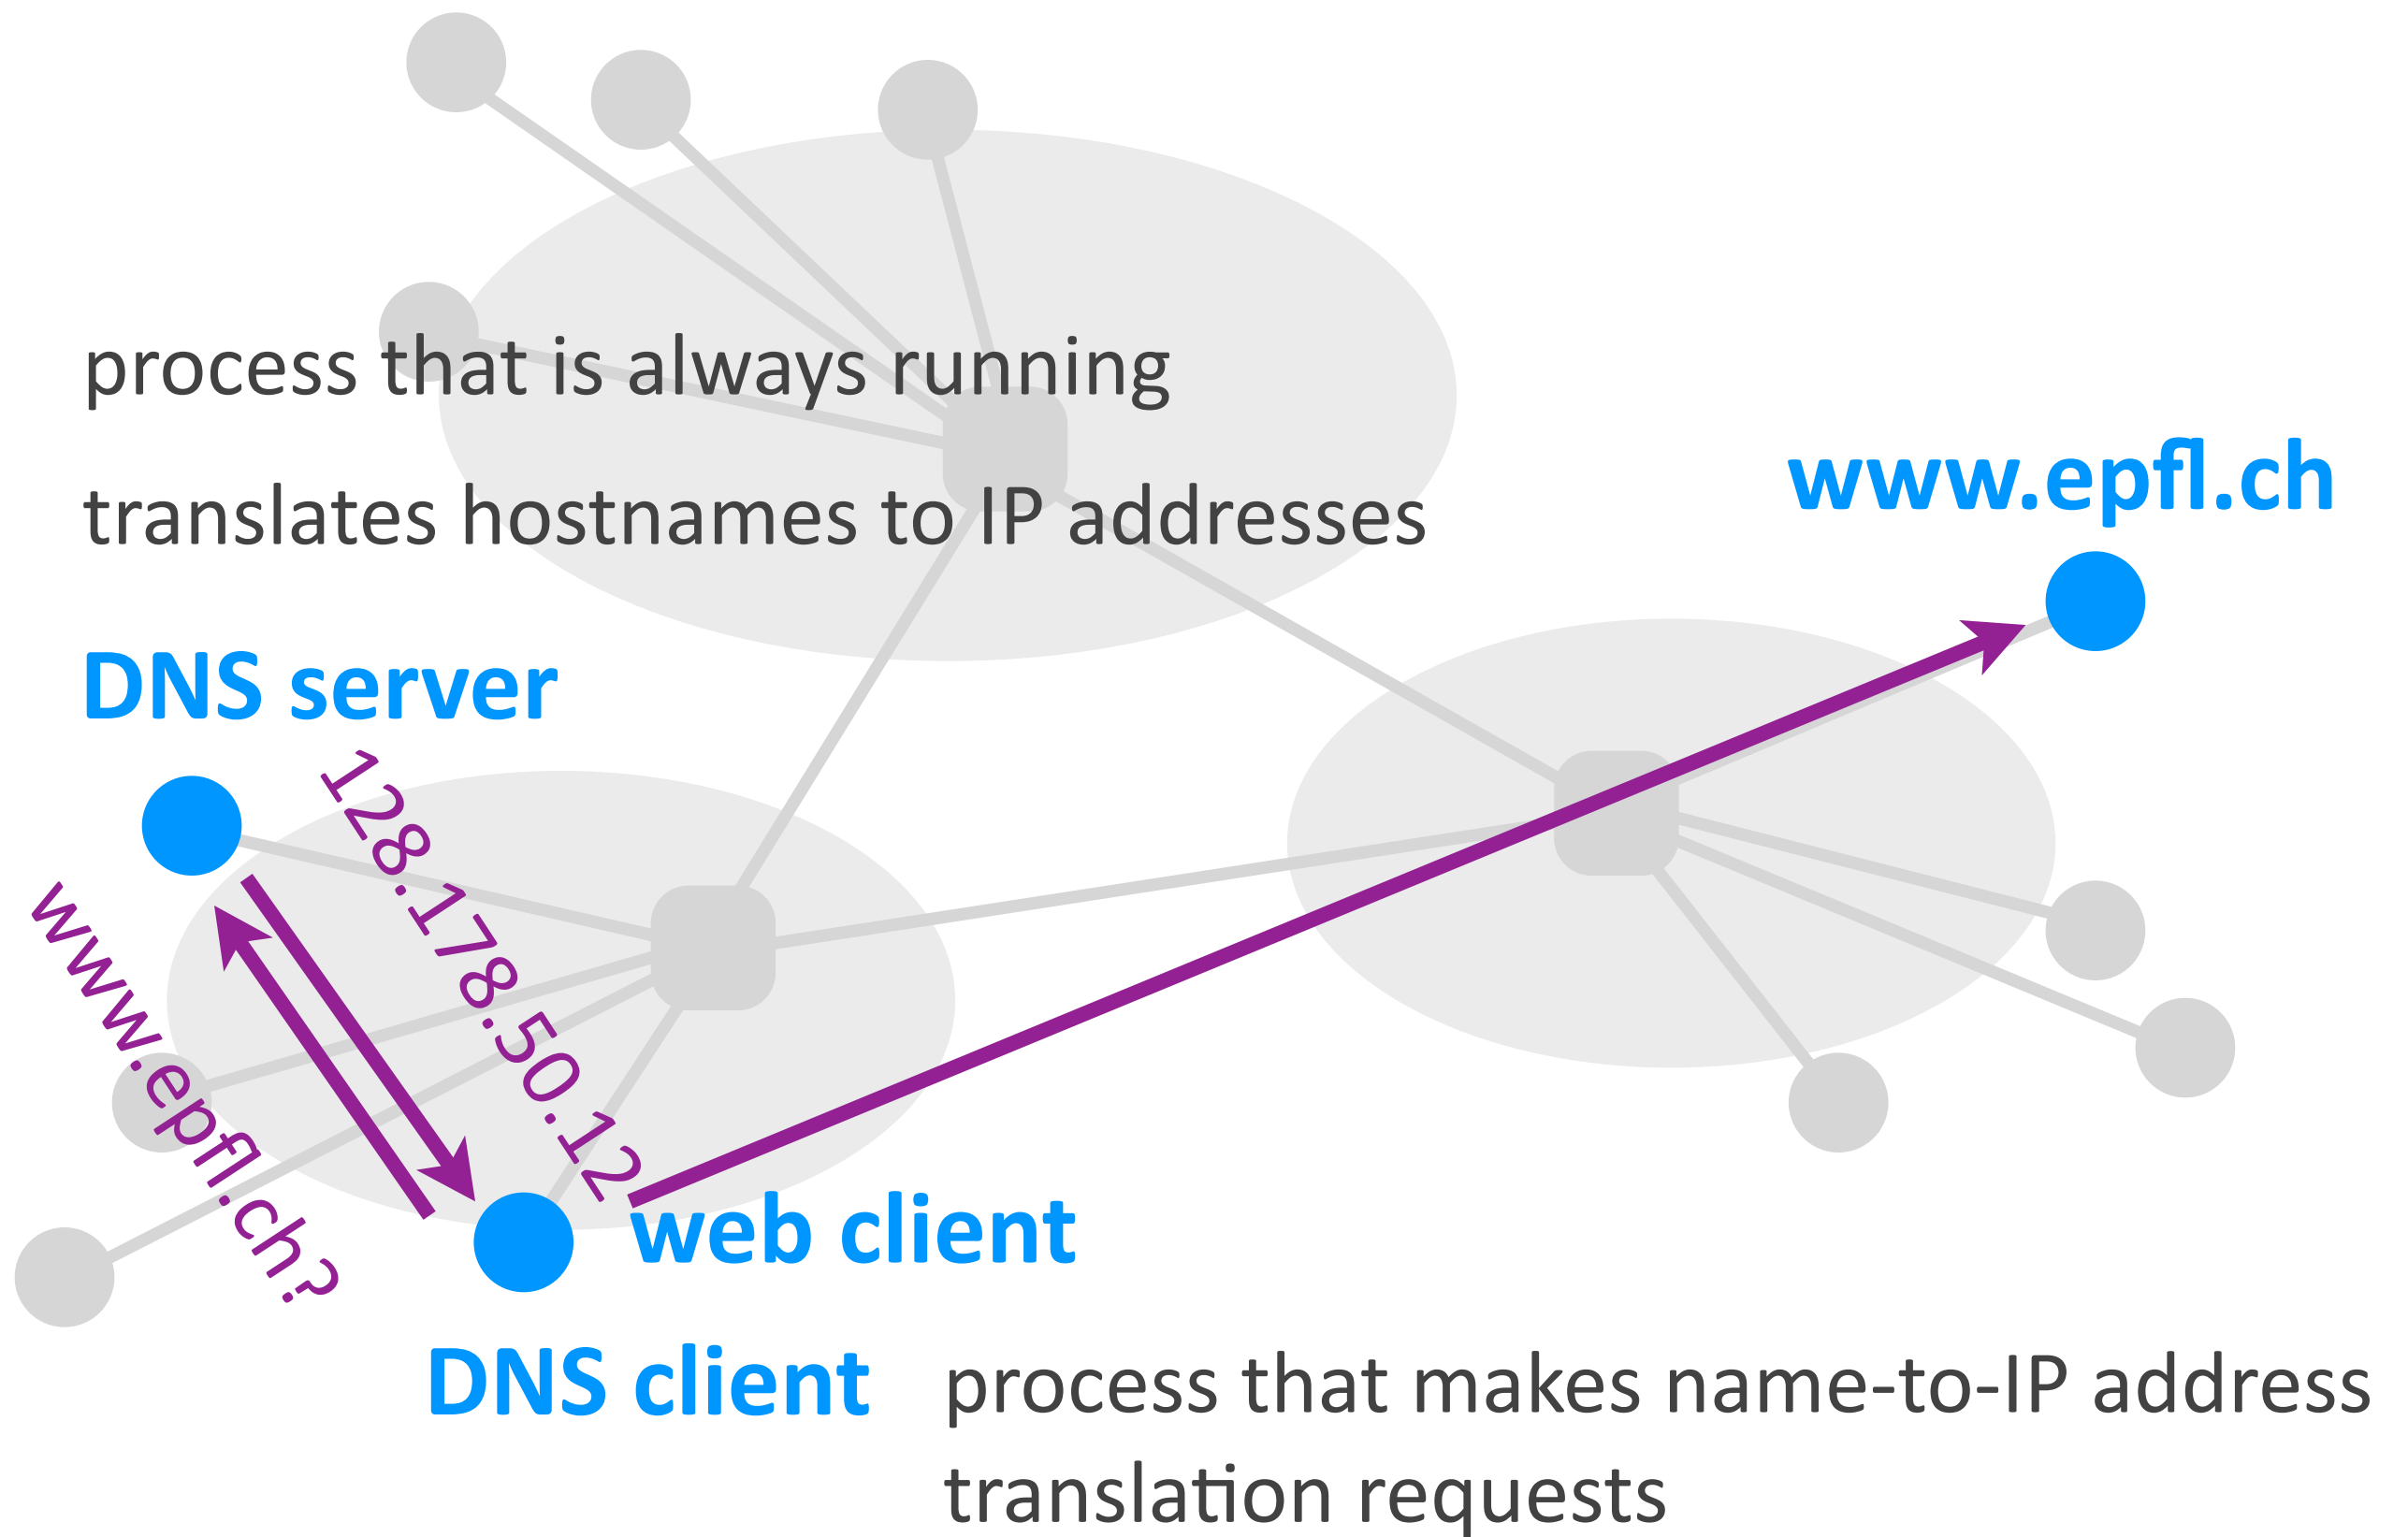 process that is always running
translates hostnames to IP addresses
www.epfl.ch
DNS server
128.178.50.12
www.epfl.ch?
web client
DNS client
process that makes name-to-IP address
translation requests